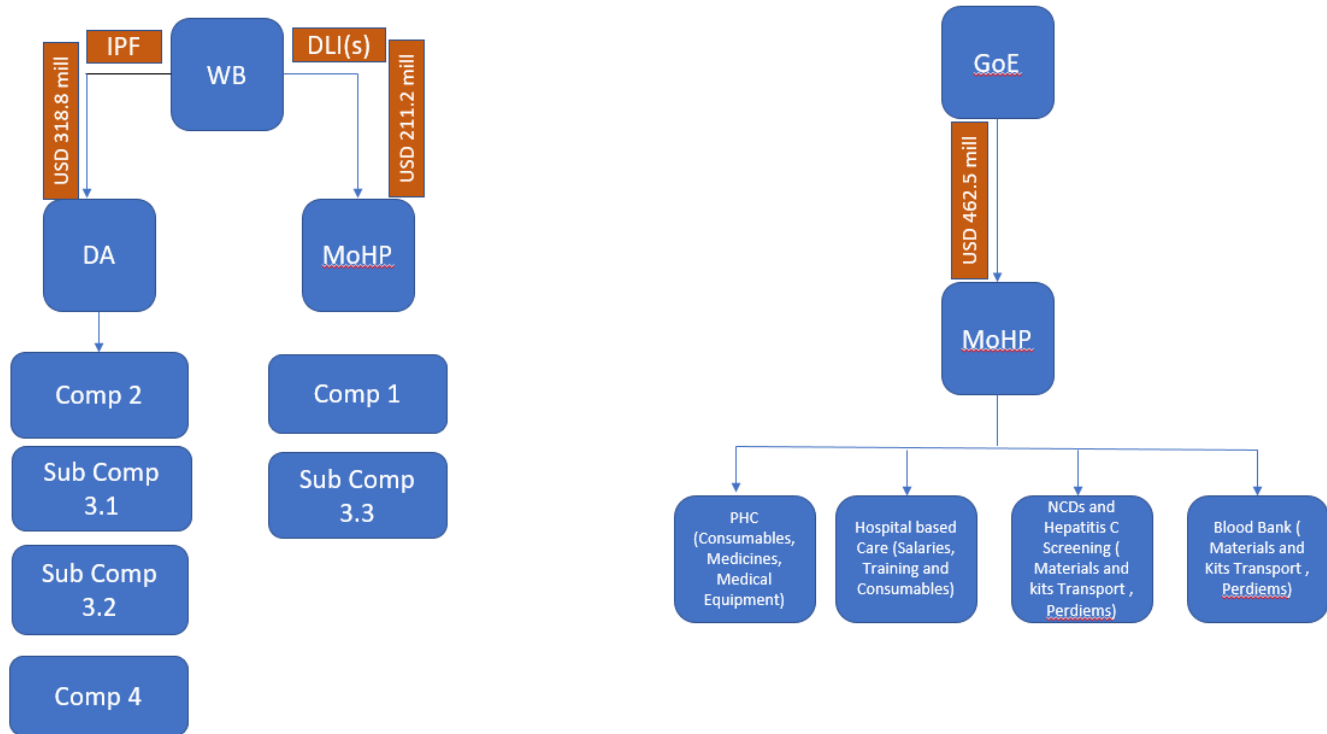 IPF
WB
DLI(s)
USD 318.8 mill
USD 211.2 mill
DA
MoHP
Comp 2
Sub Comp
3.1
Sub Comp
3.2
Comp 4
Comp 1
Sub Comp
3.3
GoE
USD 462.5 mill
MoHP
PHC
(Consumables,
Medicines,
Medical
Equipment)
Hospital based
Care (Salaries,
Training and
Consumables)
NCDs and
Hepatitis C
Screening (
Materials and
kits Transport ,
Perdiems)
Blood Bank (
Materials and
Kits Transport ,
Perdiems)